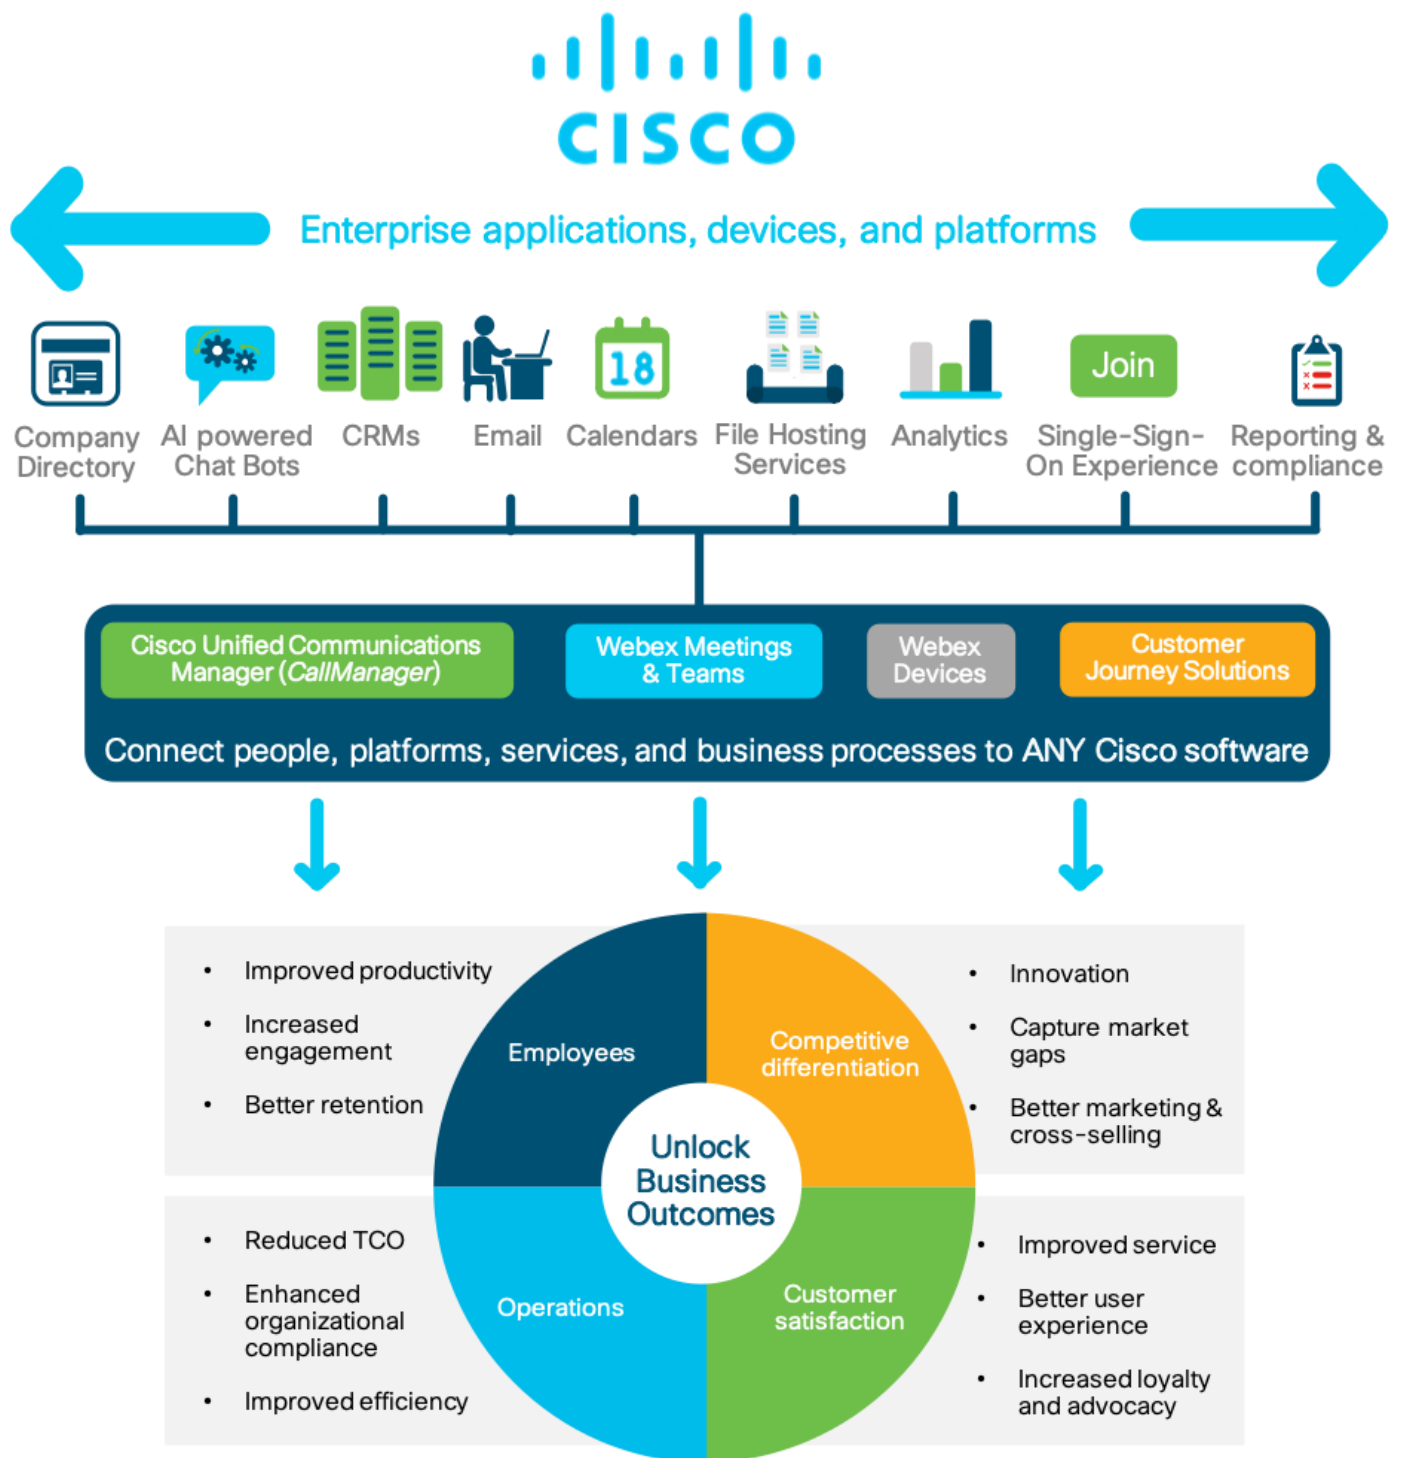 CISCO
Enterprise applications, devices, and platforms
18
Join
Company
Directory
AI powered
Chat Bots
CRMs
Email
Calendars
File Hosting
Services
Analytics
Single-Sign-
On Experience
Reporting &
compliance
Cisco Unified Communications
Manager (CallManager)
Webex Meetings
& Teams
Webex
Devices
Customer
Journey Solutions
Connect people, platforms, services, and business processes to ANY Cisco software
• Improved productivity
• Increased
engagement
• Better retention
Employees
Competitive
differentiation
• Innovation
• Capture market
gaps
• Better marketing &
cross-selling
Unlock
Business
Outcomes
• Reduced TCO
• Enhanced
organizational
compliance
• Improved efficiency
Operations
Customer
satisfaction
• Improved service
• Better user
experience
• Increased loyalty
and advocacy